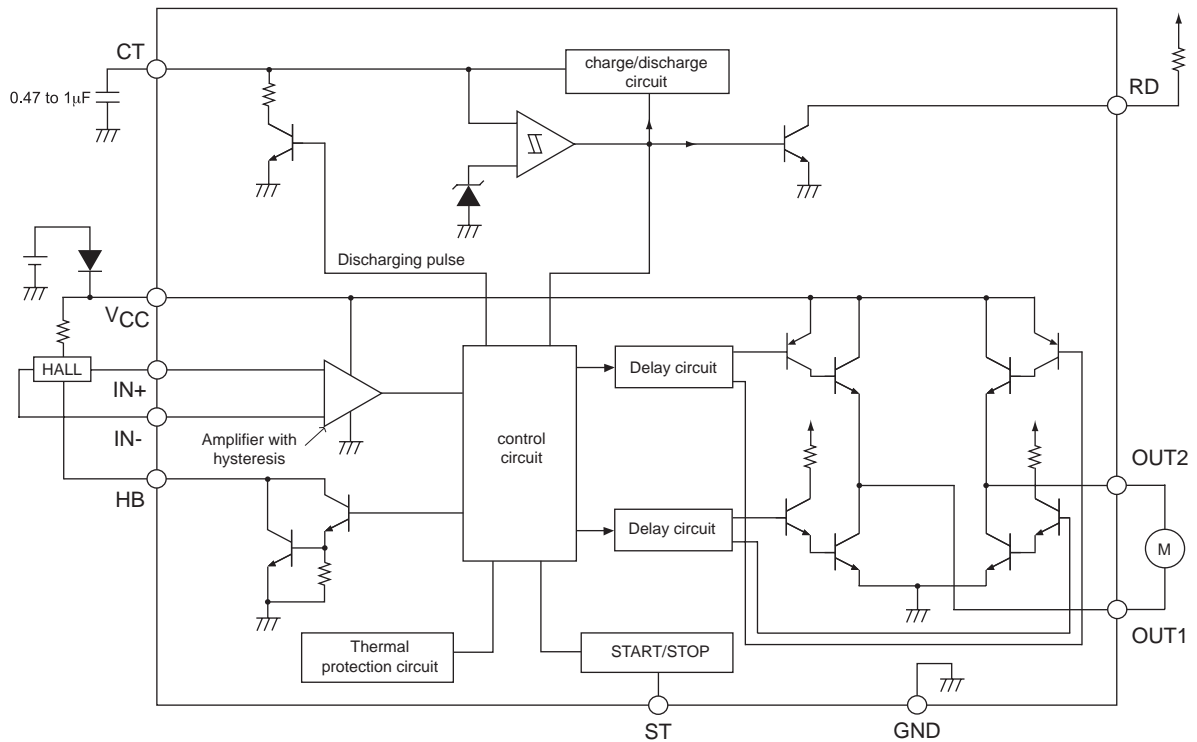 CT
charge/discharge
circuit
0.47 to 1μF
RD
Discharging pulse
VCC
HALL
Delay circuit
IN+
IN-
Amplifier with
hysteresis
control
circuit
OUT2
HB
Delay circuit
M
OUT1
Thermal
protection circuit
START/STOP
ST
GND